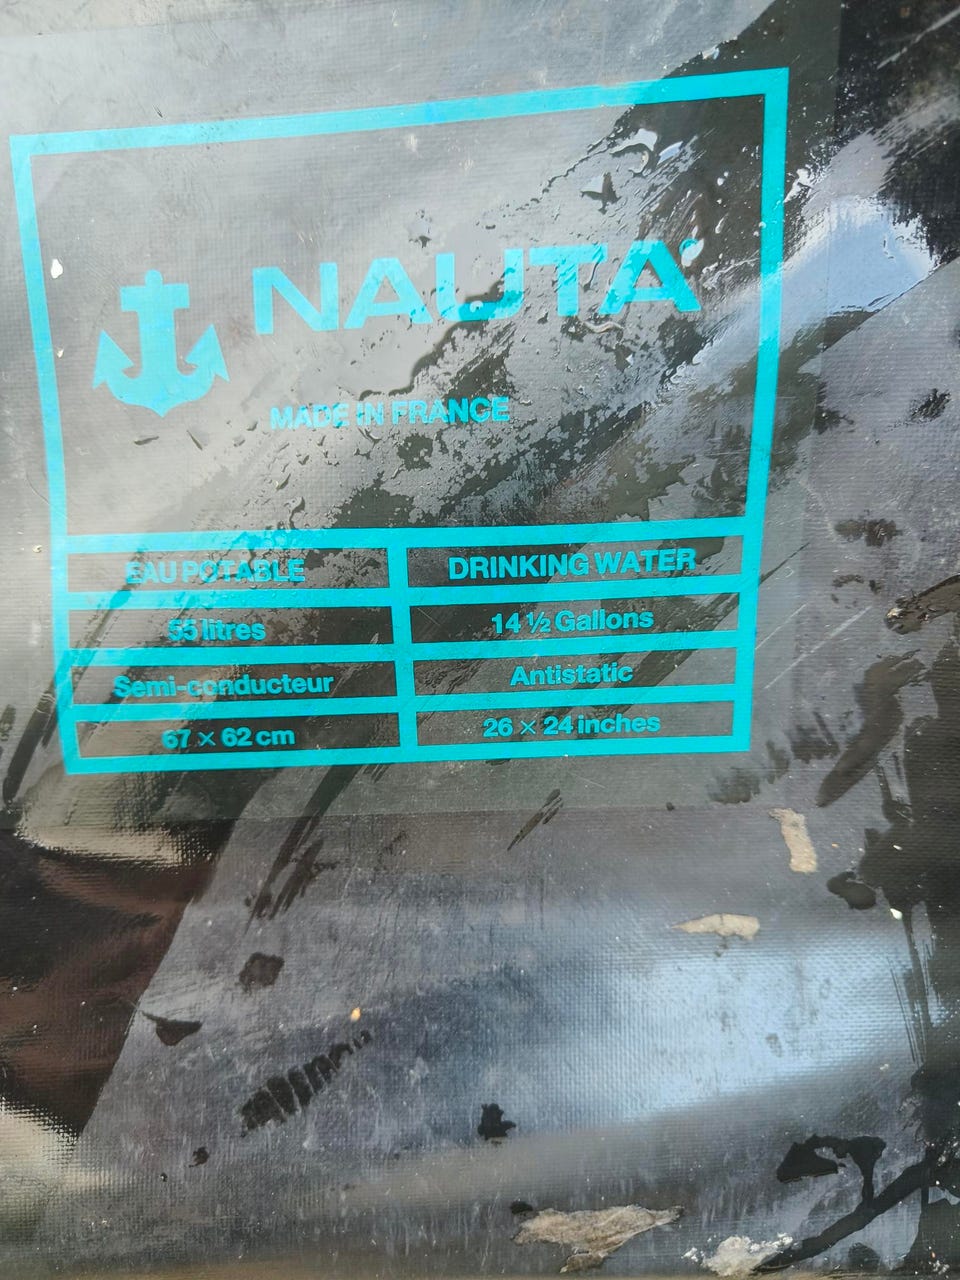 NAUTA
MADE IN FRANCE
EAU POTABLE DRINKING WATER
55 litres 14 ½ Gallons
Semi-conducteur Antistatic
67 × 62 cm 26 × 24 inches